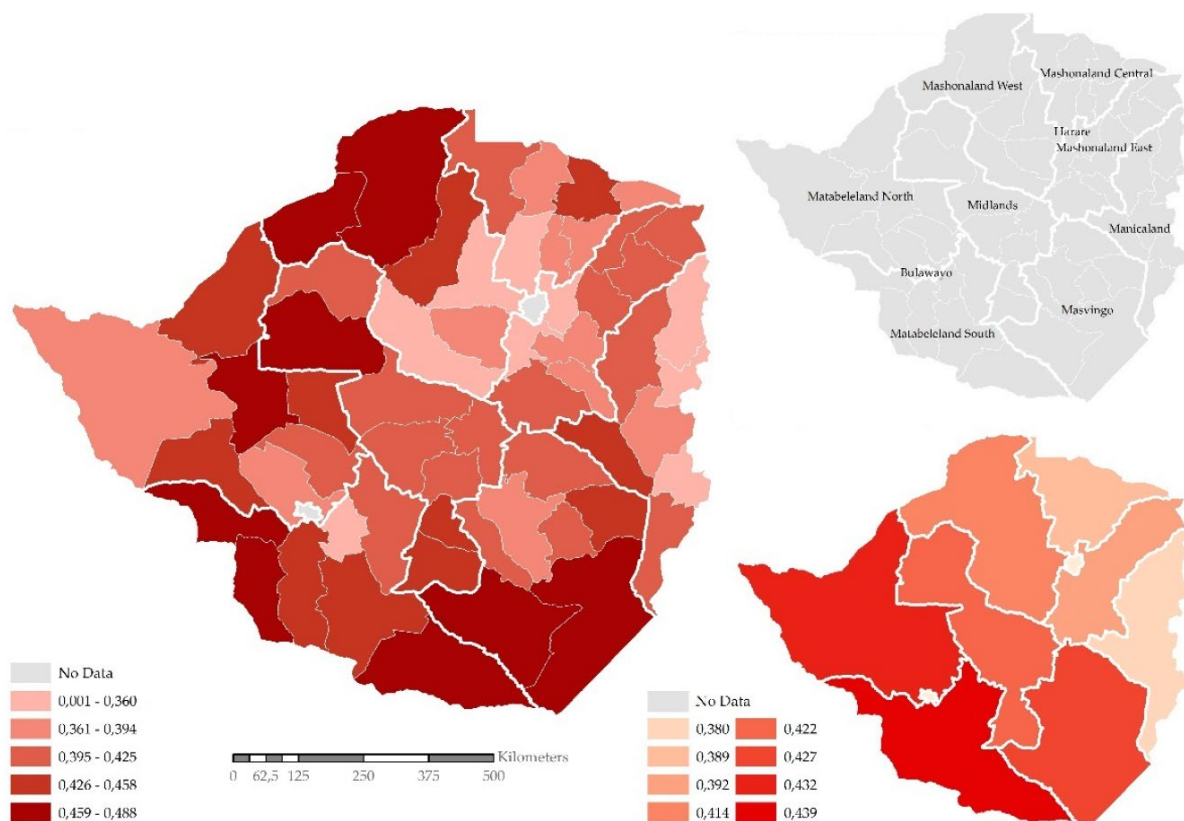 Mashonaland Central
Mashonaland West
Harare
Mashonaland East
Matabeleland North
Midlands
Manicaland
Bulawayo
Masvingo
Matabeleland South
No Data
0,001 - 0,360
0,361 - 0,394
0,395 - 0,425
0,426 - 0,458
0,459 - 0,488
Kilometers
0 62,5 125 250 375 500
No Data
0,380 0,422
0,389 0,427
0,392 0,432
0,414 0,439